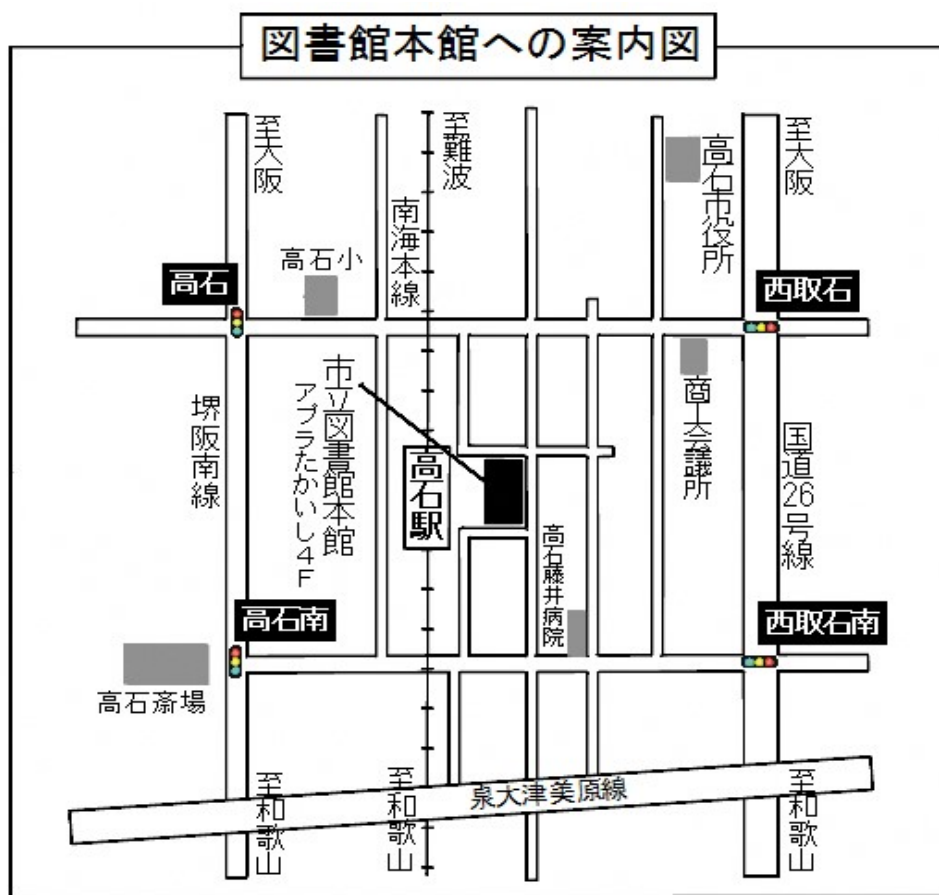 図書館本館への案内図
至大阪
至難波
至大阪
高石市役所
南海本線
高石小
高石
西取石
市立図書館本館
アプラたかいし4F
堺阪南線
高石駅
商工会議所
国道26号線
高石藤井病院
高石南
西取石南
高石斎場
泉大津美原線
至和歌山
至和歌山
至和歌山